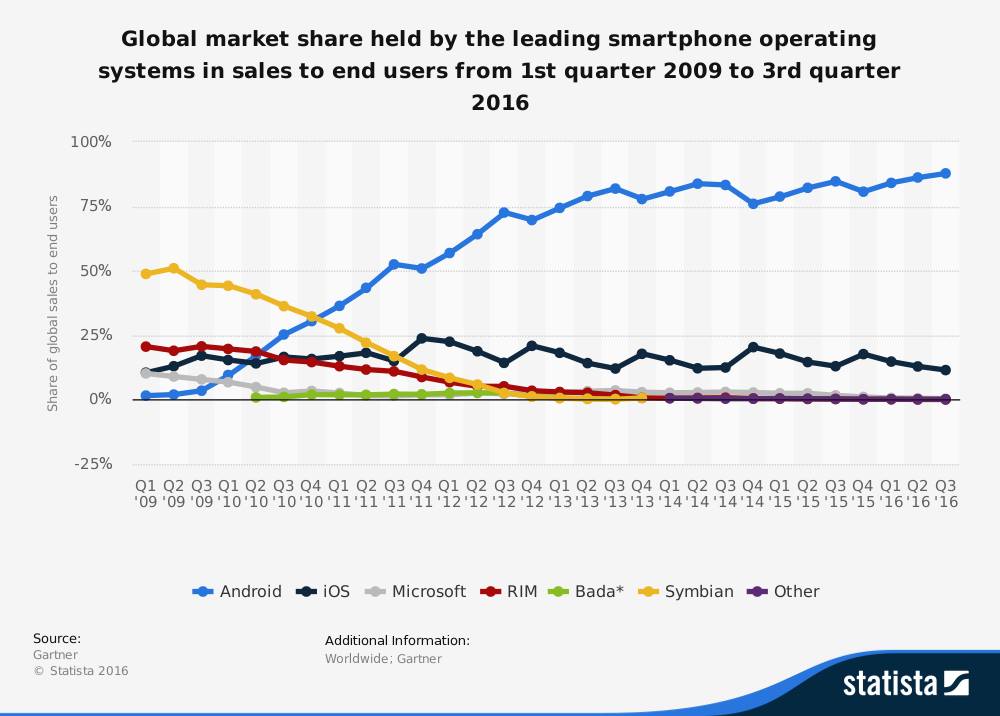 Global market share held by the leading smartphone operating
systems in sales to end users from 1st quarter 2009 to 3rd quarter
2016
Share of global sales to end users
100%
75%
50%
25%
0%
-25%
Q1 Q2 Q3 Q1 Q2 Q3 Q4 Q1 Q2 Q3 Q4 Q1 Q2 Q3 Q4 Q1 Q2 Q3 Q4 Q1 Q2 Q3 Q4 Q1 Q2 Q3 Q4 Q1 Q2 Q3
'09 '09 '09 '10 '10 '10 '10 '11 '11 '11 '11 '12 '12 '12 '12 '13 '13 '13 '13 '14 '14 '14 '14 '15 '15 '15 '15 '16 '16 '16
Android iOS Microsoft RIM Bada* Symbian Other
Source:
Gartner
© Statista 2016
Additional Information:
Worldwide; Gartner
statista